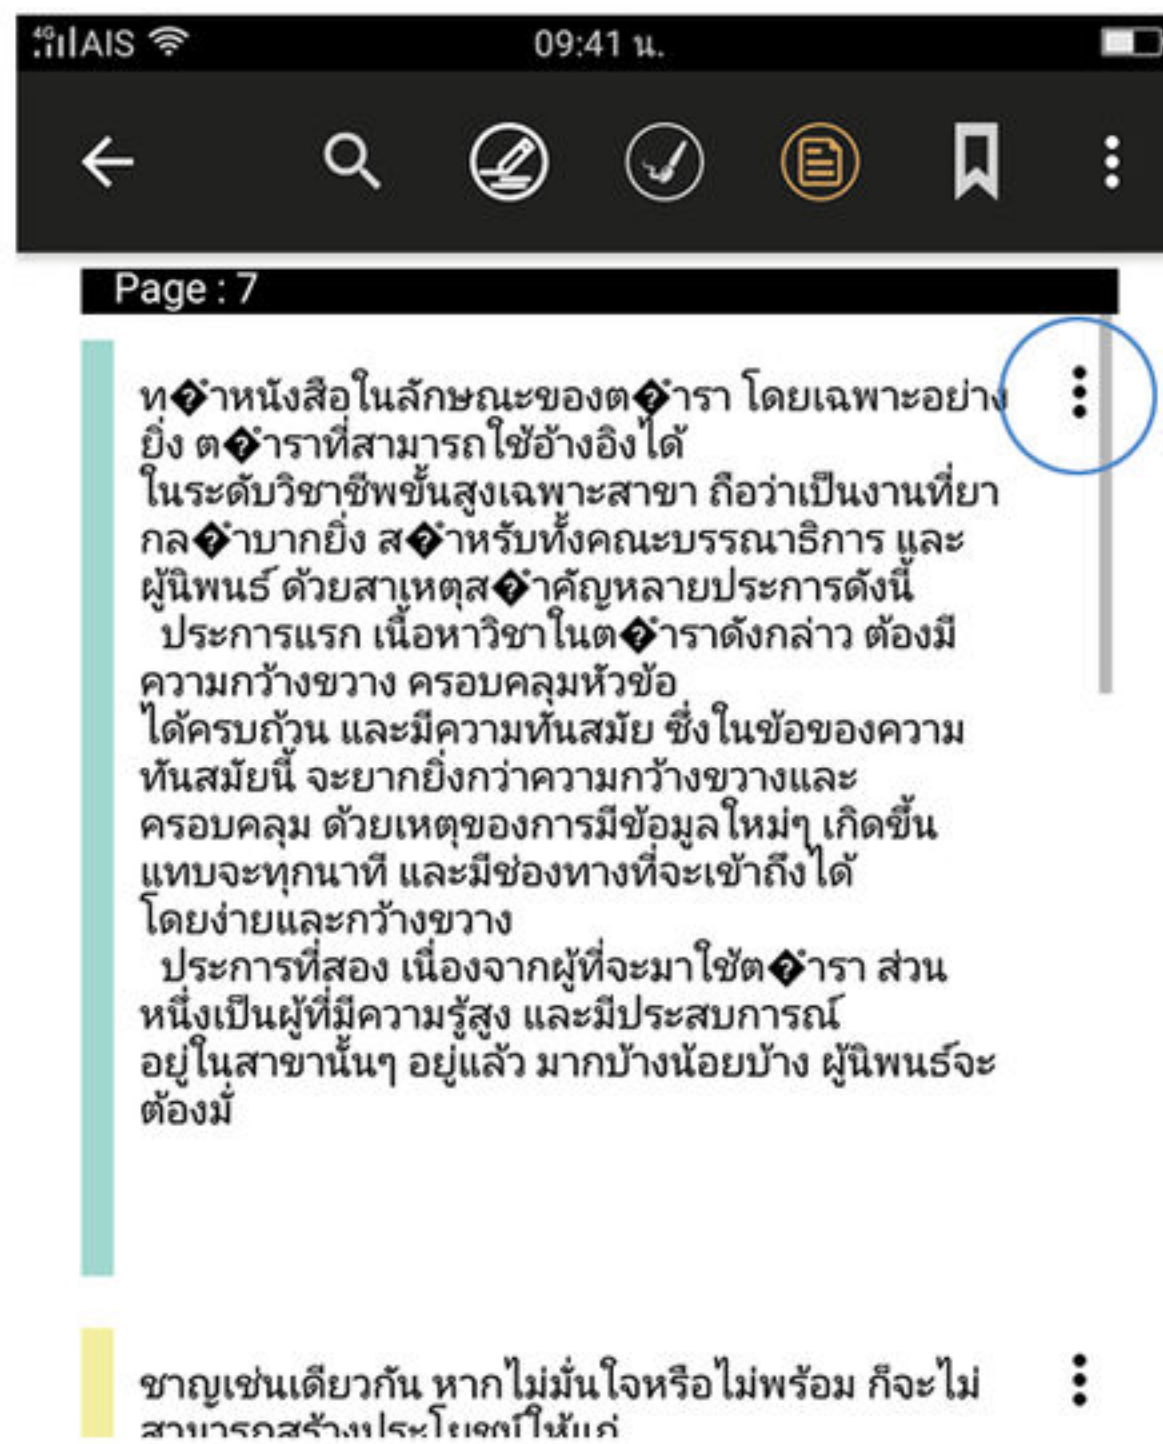 4G AIS 09:41 น.
Page : 7
ท�ำหนังสือในลักษณะของต�ำรา โดยเฉพาะอย่าง
ยิ่ง ต�ำราที่สามารถใช้อ้างอิงได้
ในระดับวิชาชีพขั้นสูงเฉพาะสาขา ถือว่าเป็นงานที่ยา
กล�ำบากยิ่ง ส�ำหรับทั้งคณะบรรณาธิการ และ
ผู้นิพนธ์ ด้วยสาเหตุส�ำคัญหลายประการดังนี้
ประการแรก เนื้อหาวิชาในต�ำราดังกล่าว ต้องมี
ความกว้างขวาง ครอบคลุมหัวข้อ
ได้ครบถ้วน และมีความทันสมัย ซึ่งในข้อของความ
ทันสมัยนี้ จะยากยิ่งกว่าความกว้างขวางและ
ครอบคลุม ด้วยเหตุของการมีข้อมูลใหม่ๆ เกิดขึ้น
แทบจะทุกนาที และมีช่องทางที่จะเข้าถึงได้
โดยง่ายและกว้างขวาง
ประการที่สอง เนื่องจากผู้ที่จะมาใช้ต�ำรา ส่วน
หนึ่งเป็นผู้ที่มีความรู้สูง และมีประสบการณ์
อยู่ในสาขานั้นๆ อยู่แล้ว มากบ้างน้อยบ้าง ผู้นิพนธ์จะ
ต้องมั่
ชาญเช่นเดียวกัน หากไม่มั่นใจหรือไม่พร้อม ก็จะไม่
สามารถสร้างประโยชน์ให้แก่